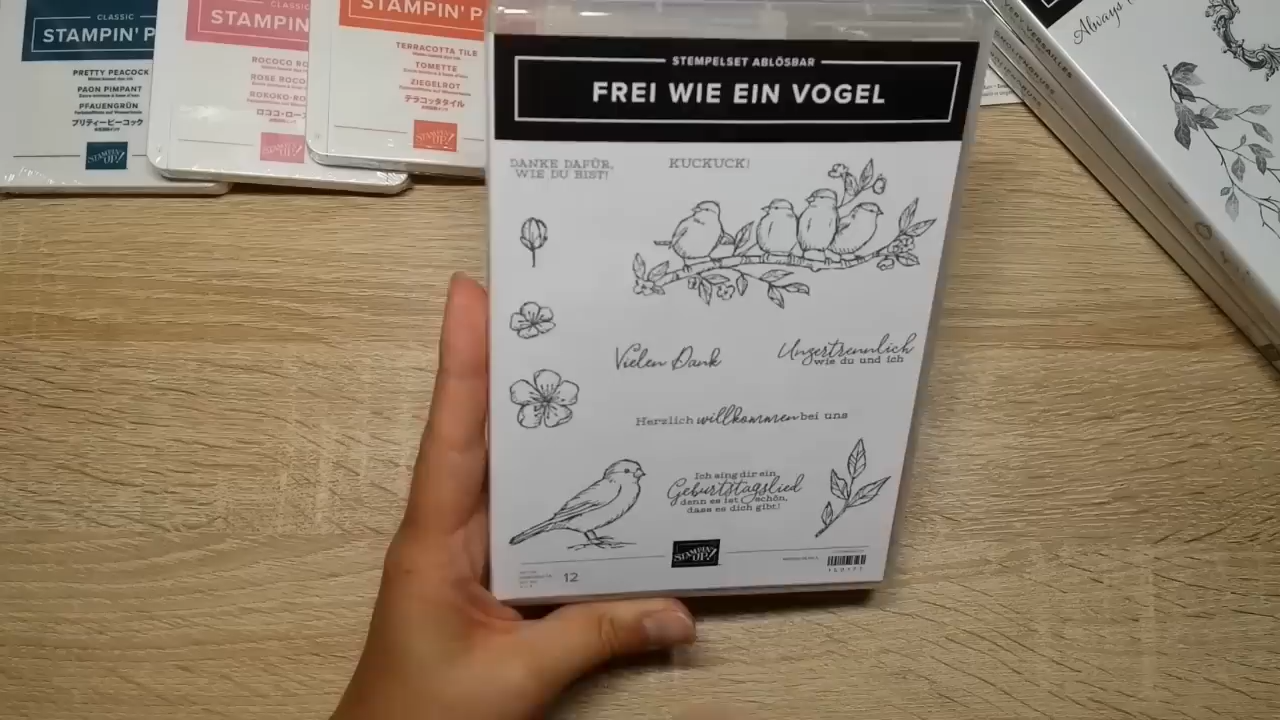 CLASSIC
STAMPIN' P
PRETTY PEACOCK
PAON PIMPANT
PFAUENGRÜN
プリティーピーコック
STAMPIN' UP!
CLASSIC
STAMPIN' P
ROCOCO RO
ROSE ROCO
ROKOKO-RO
ロココ・ロー
STAMPIN' UP!
STAMPIN' P
TERRACOTTA TILE
TOMETTE
ZIEGELROT
テラコッタタイル
STAMPIN' UP!
STEMPELSET ABLÖSBAR
FREI WIE EIN VOGEL
DANKE DAFÜR,
WIE DU BIST!
KUCKUCK!
Vielen Dank
Unzertrennlich
wie du und ich
Herzlich willkommen bei uns
Ich sing dir ein
Geburtstagslied
denn es ist schön,
dass es dich gibt!
STAMPIN' UP!
12
Always
VERSAILLES